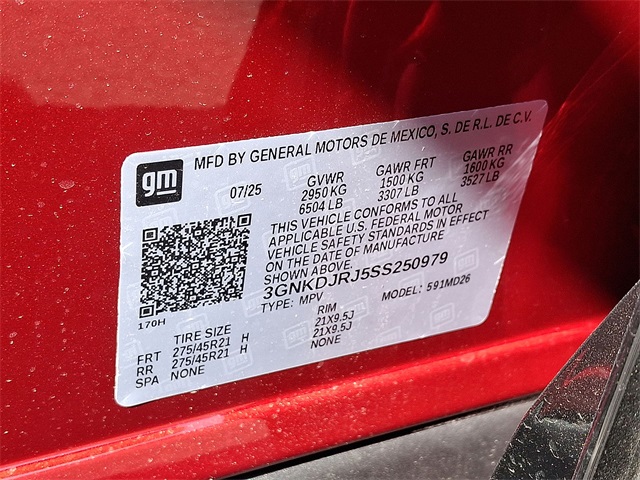 gm
MFD BY GENERAL MOTORS DE MEXICO, S. DE R.L. DE C.V.
07/25 GVWR GAWR FRT GAWR RR
2950 KG 1500 KG 1600 KG
6504 LB 3307 LB 3527 LB
THIS VEHICLE CONFORMS TO ALL
APPLICABLE U.S. FEDERAL MOTOR
VEHICLE SAFETY STANDARDS IN EFFECT
ON THE DATE OF MANUFACTURE
SHOWN ABOVE.
3GNKDJRJ5SS250979
TYPE: MPV MODEL: 591MD26
170H
TIRE SIZE RIM
FRT 275/45R21 H 21X9.5J
RR 275/45R21 H 21X9.5J
SPA NONE NONE